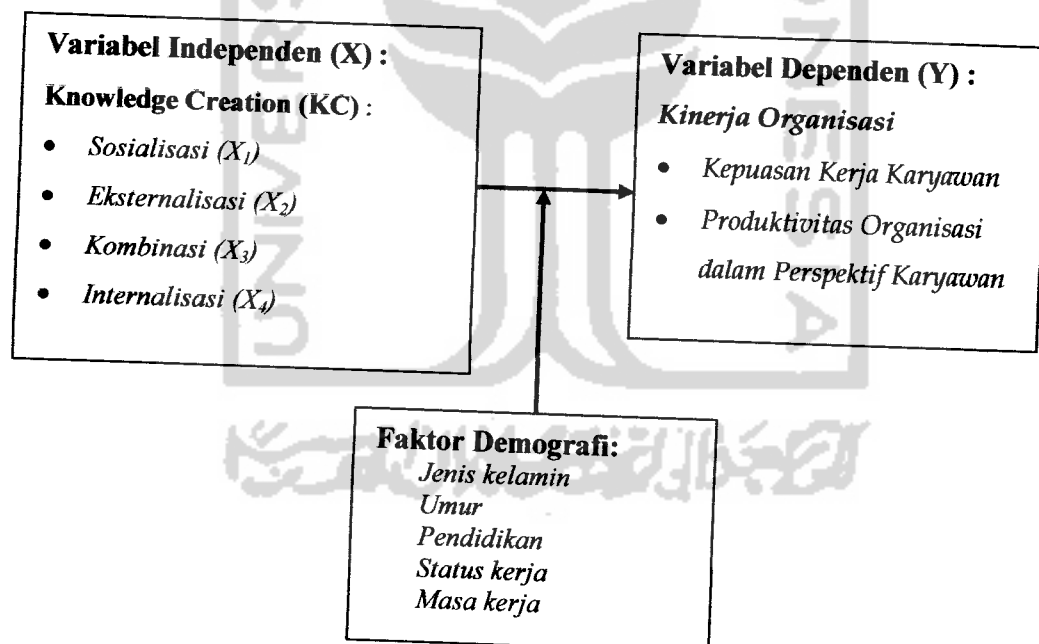 Variabel Independen (X) :
Knowledge Creation (KC) :
• Sosialisasi (X₁)
• Eksternalisasi (X₂)
• Kombinasi (X₃)
• Internalisasi (X₄)
Variabel Dependen (Y) :
Kinerja Organisasi
• Kepuasan Kerja Karyawan
• Produktivitas Organisasi
dalam Perspektif Karyawan
Faktor Demografi:
Jenis kelamin
Umur
Pendidikan
Status kerja
Masa kerja